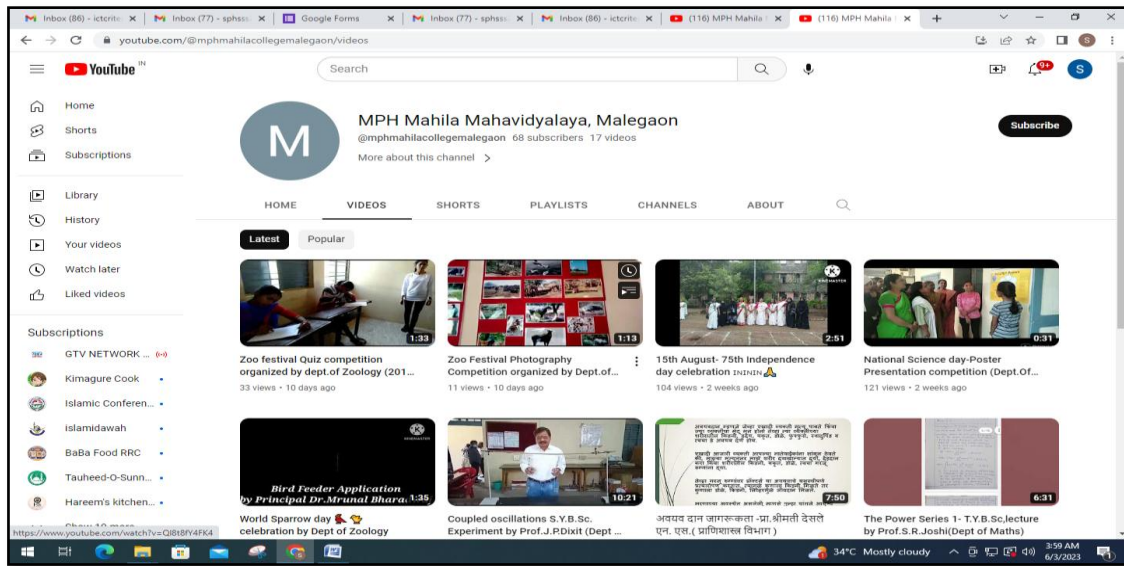 Inbox (86) - ictcrite
Inbox (77) - sphss
Google Forms
Inbox (77) - sphss
Inbox (86) - ictcrite
(116) MPH Mahila
(116) MPH Mahila
youtube.com/@mphmahilacollegemalegaon/videos
YouTube IN
Search
9+
S
Home
Shorts
Subscriptions
Library
History
Your videos
Watch later
Liked videos
Subscriptions
GTV NETWORK ...
Kimagure Cook
Islamic Conferen...
islamidawah
BaBa Food RRC
Tauheed-O-Sunn...
Hareem's kitchen...
M
MPH Mahila Mahavidyalaya, Malegaon
@mphmahilacollegemalegaon 68 subscribers 17 videos
More about this channel
Subscribe
HOME VIDEOS SHORTS PLAYLISTS CHANNELS ABOUT
Latest Popular
1:33
Zoo festival Quiz competition
organized by dept.of Zoology (201...
33 views • 10 days ago
1:13
Zoo Festival Photography
Competition organized by Dept.of...
11 views • 10 days ago
2:51
15th August- 75th Independence
day celebration ININININ 🙏
104 views • 2 weeks ago
0:31
National Science day-Poster
Presentation competition (Dept.Of...
121 views • 2 weeks ago
Bird Feeder Application
by Principal Dr.Mrunal Bhara
1:35
World Sparrow day
celebration by Dept of Zoology
10:21
Coupled oscillations S.Y.B.Sc.
Experiment by Prof.J.P.Dixit (Dept ...
7:50
अवयव दान जागरूकता -प्रा.श्रीमती देसले
एन. एस.( प्राणिशास्त्र विभाग )
6:31
The Power Series 1- T.Y.B.Sc,lecture
by Prof.S.R.Joshi(Dept of Maths)
https://www.youtube.com/watch?v=QI8t8fY4FK4
34°C Mostly cloudy
3:59 AM
6/3/2023